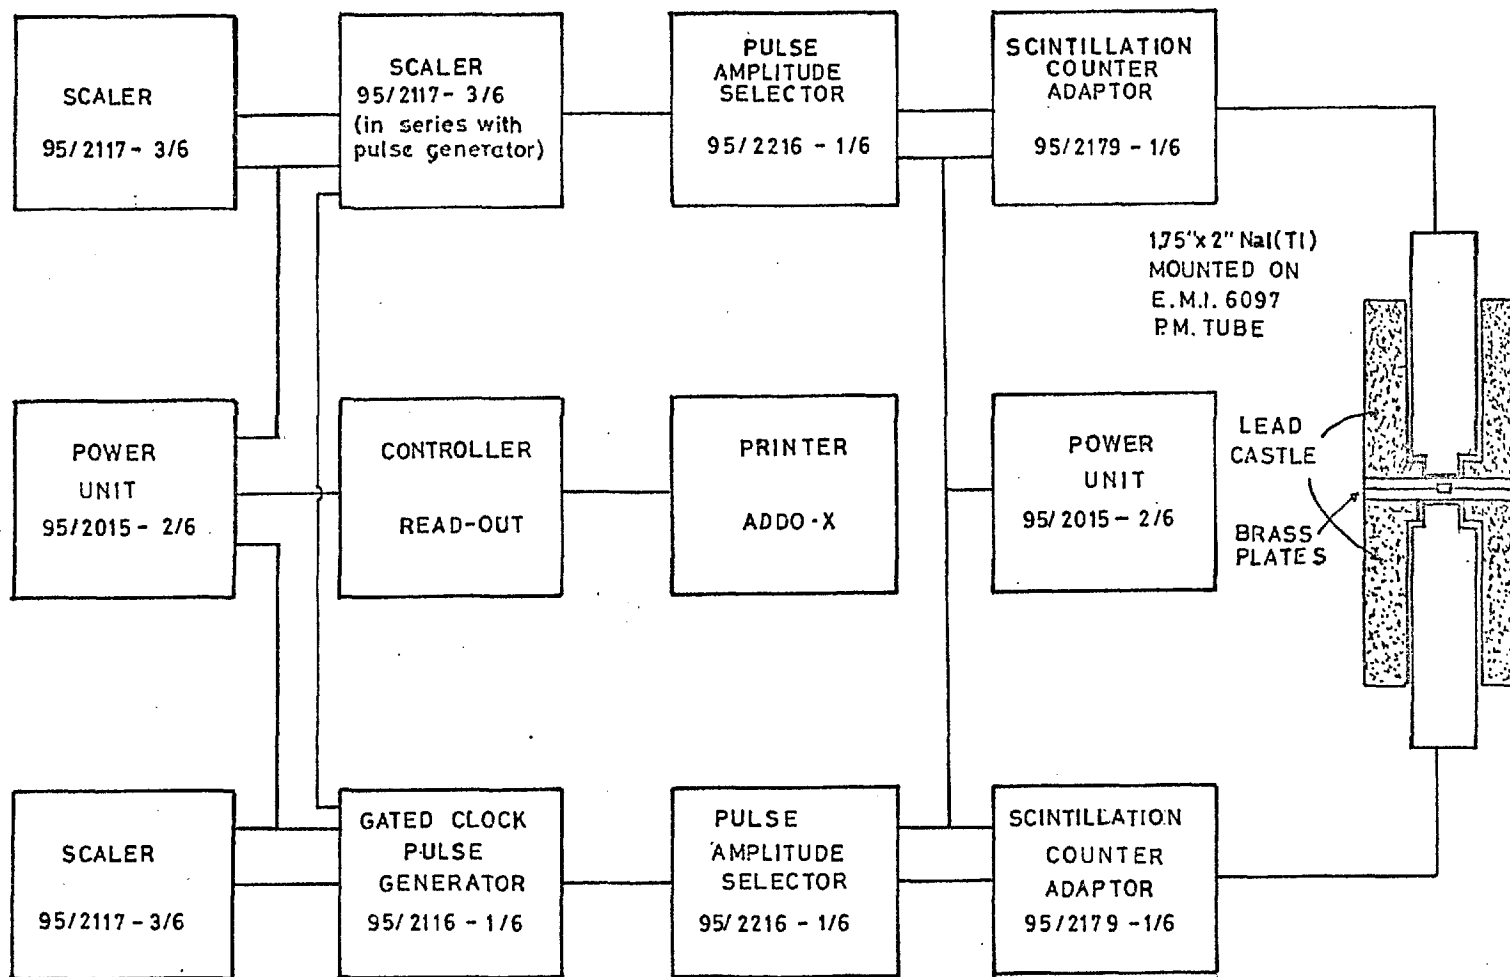 SCALER
95/2117 - 3/6
SCALER
95/2117 - 3/6
(in series with
pulse generator)
PULSE
AMPLITUDE
SELECTOR
95/2216 - 1/6
SCINTILLATION
COUNTER
ADAPTOR
95/2179 - 1/6
1,75"x 2" NaI(Tl)
MOUNTED ON
E.M.I. 6097
P.M. TUBE
POWER
UNIT
95/2015 - 2/6
CONTROLLER
READ-OUT
PRINTER
ADDO-X
POWER
UNIT
95/2015 - 2/6
LEAD
CASTLE
BRASS
PLATES
SCALER
95/2117 - 3/6
GATED CLOCK
PULSE
GENERATOR
95/2116 - 1/6
PULSE
AMPLITUDE
SELECTOR
95/2216 - 1/6
SCINTILLATION
COUNTER
ADAPTOR
95/2179 - 1/6